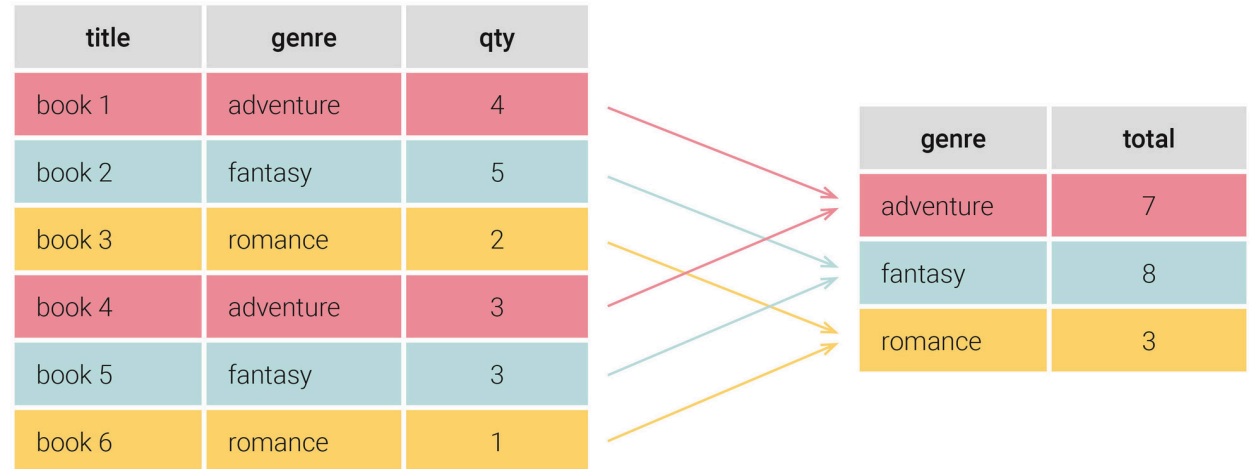 title genre qty
book 1 adventure 4
book 2 fantasy 5
book 3 romance 2
book 4 adventure 3
book 5 fantasy 3
book 6 romance 1
genre total
adventure 7
fantasy 8
romance 3